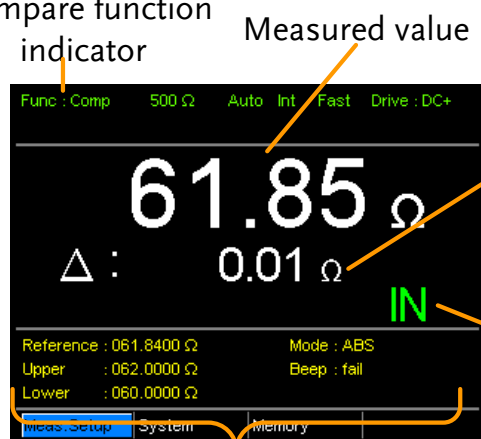 mpare function
indicator
Measured value
Func : Comp 500 Ω Auto Int Fast Drive : DC+
61.85 Ω
Δ : 0.01 Ω
IN
Reference : 061.8400 Ω Mode : ABS
Upper : 062.0000 Ω Beep : fail
Lower : 060.0000 Ω
Meas. Setup System Memory